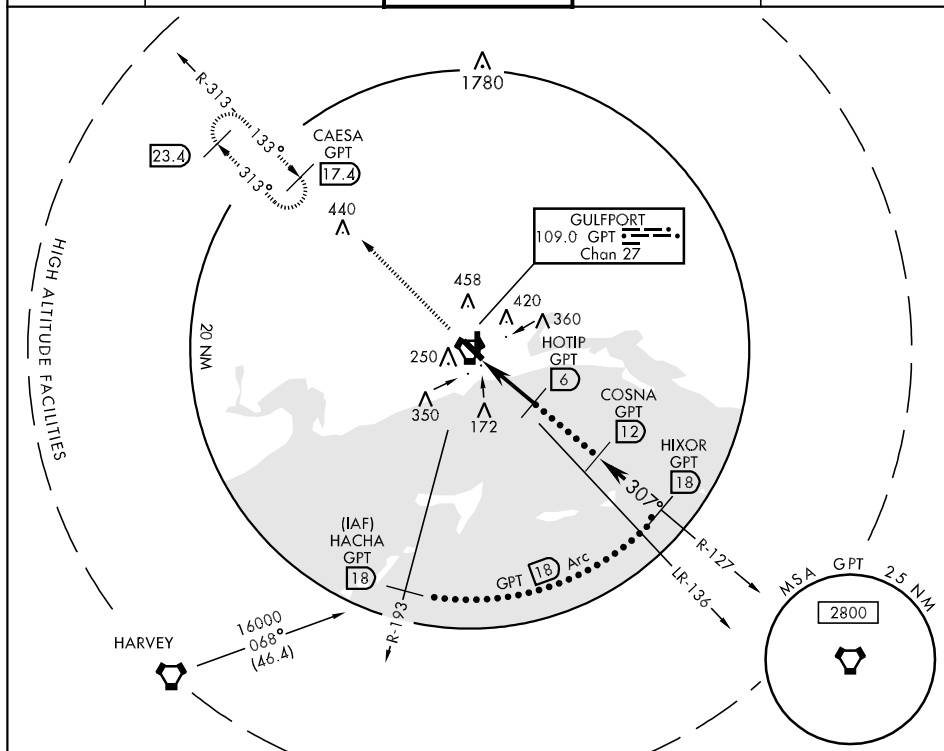 1780
R-313
133°
313°
23.4
CAESA
GPT
17.4
440
GULFPORT
109.0 GPT
Chan 27
HIGH ALTITUDE FACILITIES
20 NM
458
420
360
250
350
172
HOTIP
GPT
6
COSNA
GPT
12
HIXOR
GPT
18
307°
R-127
LR-136
(IAF)
HACHA
GPT
18
GPT 18 Arc
R-193
HARVEY
16000
068°
(46.4)
MSA GPT 25 NM
2800